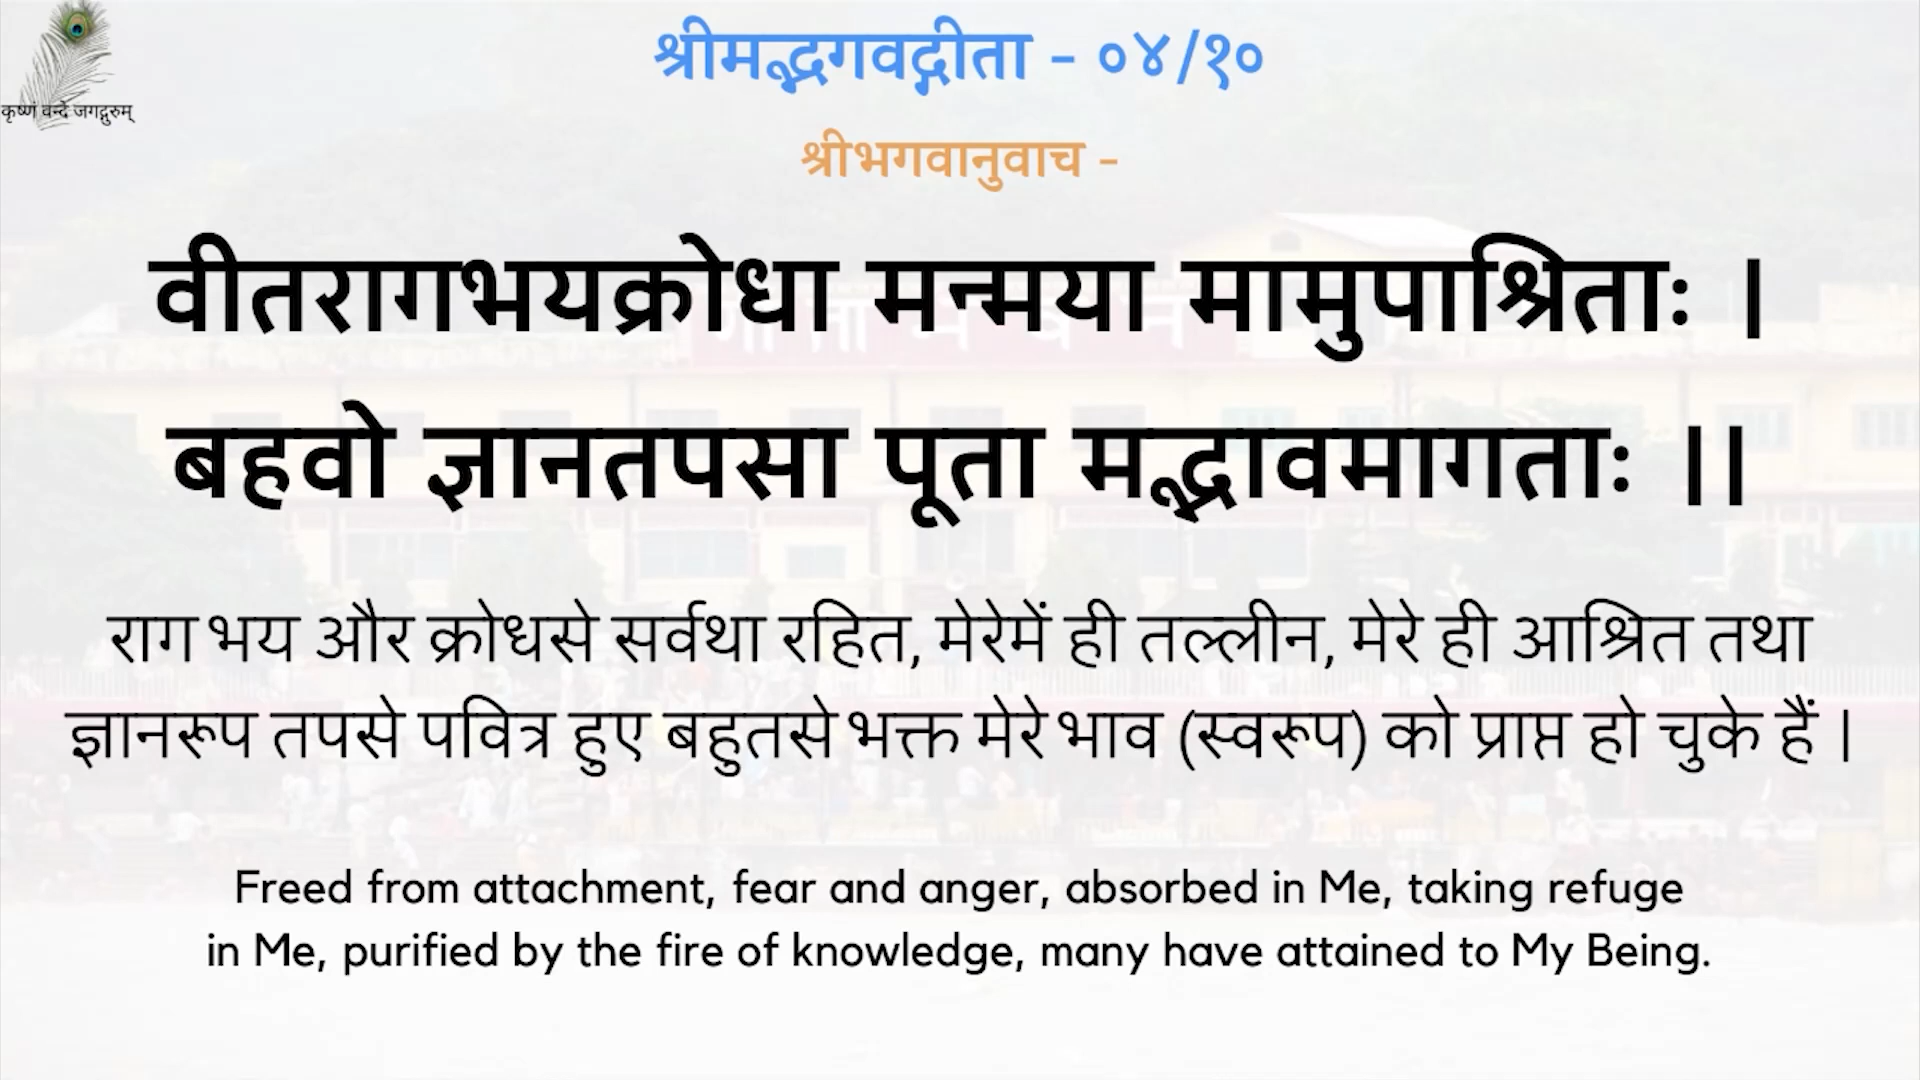 श्रीमद्भगवद्गीता - ०४/१०
कृष्णं वन्दे जगद्गुरुम्
श्रीभगवानुवाच -
वीतरागभयक्रोधा मन्मया मामुपाश्रिताः ।
बहवो ज्ञानतपसा पूता मद्भावमागताः ।।
राग भय और क्रोधसे सर्वथा रहित, मेरेमें ही तल्लीन, मेरे ही आश्रित तथा
ज्ञानरूप तपसे पवित्र हुए बहुतसे भक्त मेरे भाव (स्वरूप) को प्राप्त हो चुके हैं ।
Freed from attachment, fear and anger, absorbed in Me, taking refuge
in Me, purified by the fire of knowledge, many have attained to My Being.